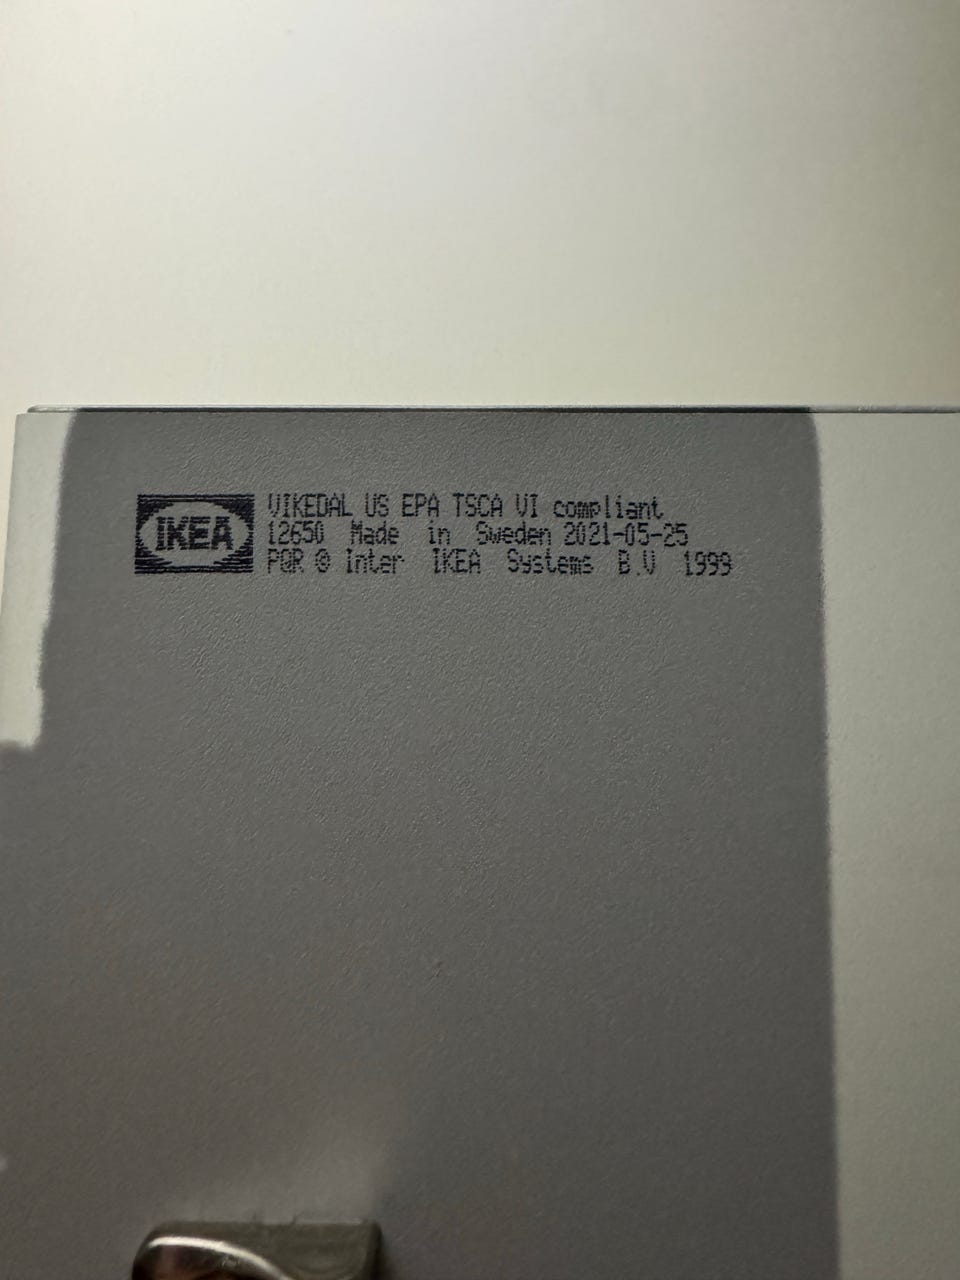 IKEA
VIKEDAL US EPA TSCA VI compliant
12650 Made in Sweden 2021-05-25
PQR © Inter IKEA Systems B.V 1999